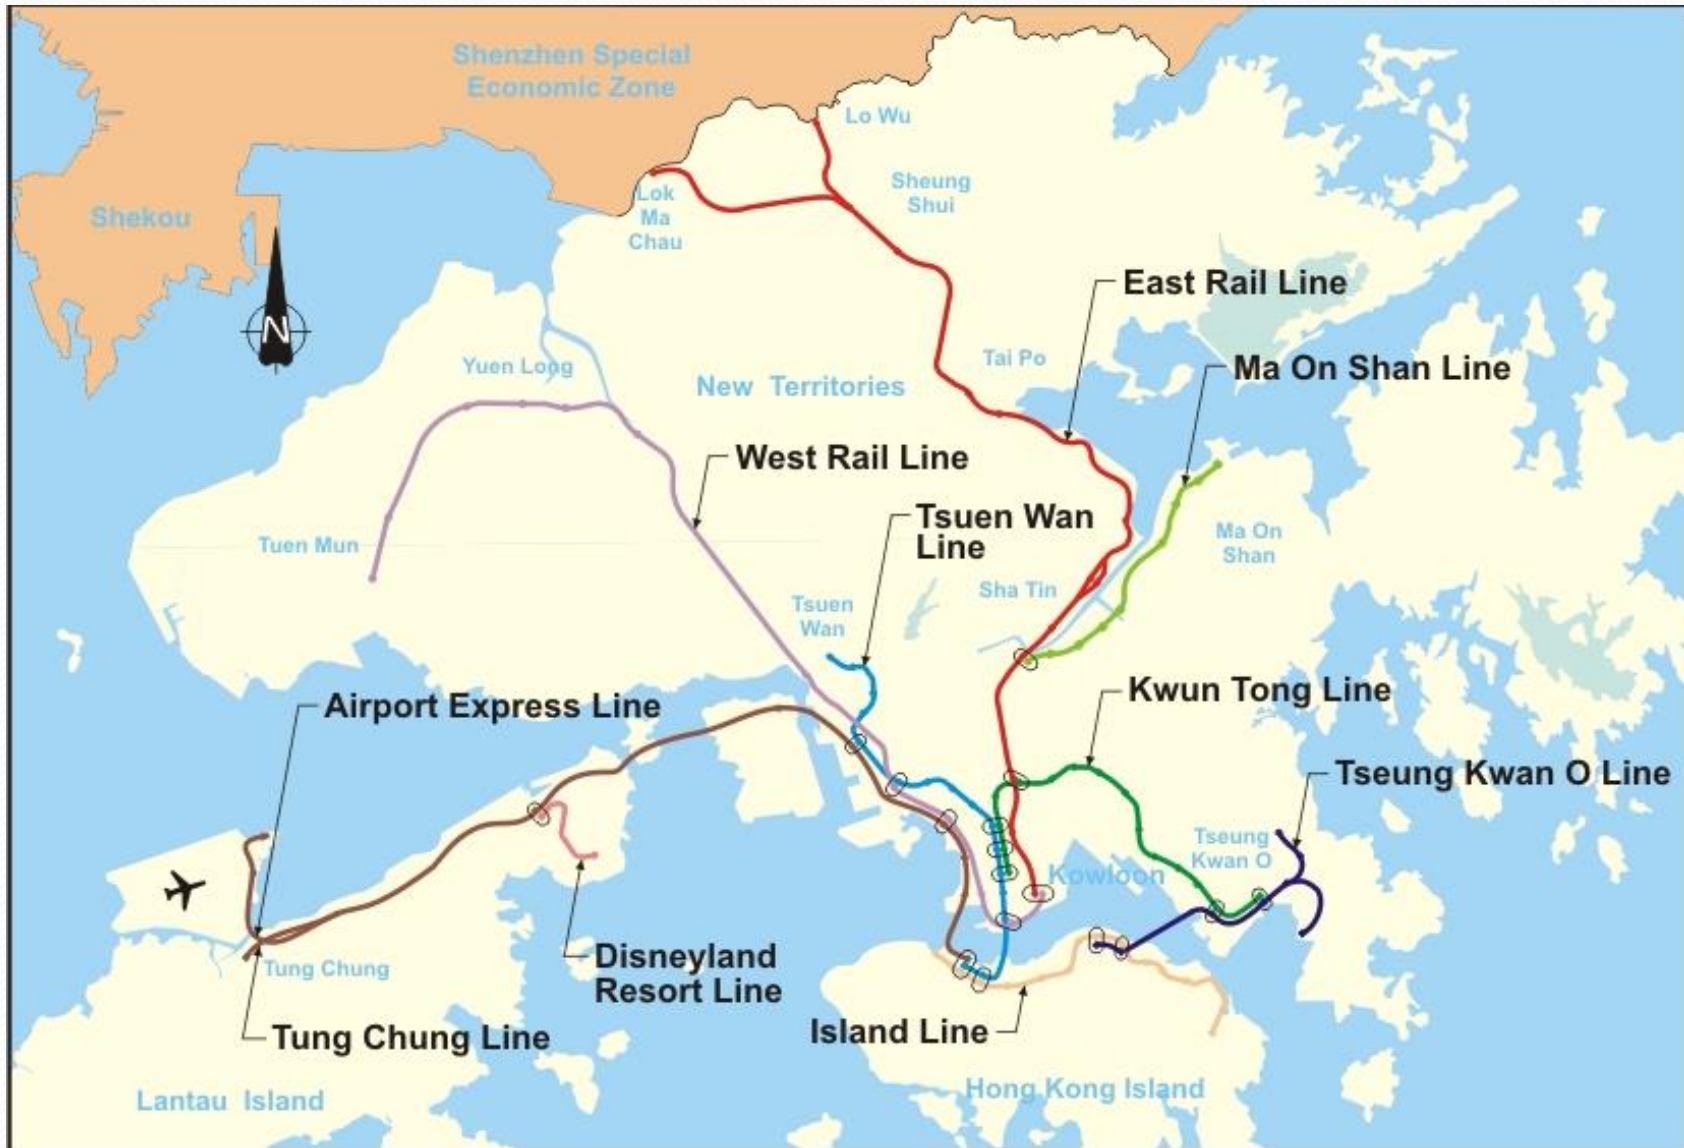 Shenzhen Special
Economic Zone
Lo Wu
Sheung
Shui
Lok
Ma
Chau
Shekou
N
East Rail Line
Tai Po
Ma On Shan Line
Yuen Long
New Territories
West Rail Line
Tsuen Wan
Line
Ma On
Shan
Tuen Mun
Sha Tin
Tsuen
Wan
Kwun Tong Line
Airport Express Line
Tseung Kwan O Line
Tseung
Kwan O
Kowloon
Disneyland
Resort Line
Tung Chung
Island Line
Tung Chung Line
Hong Kong Island
Lantau Island